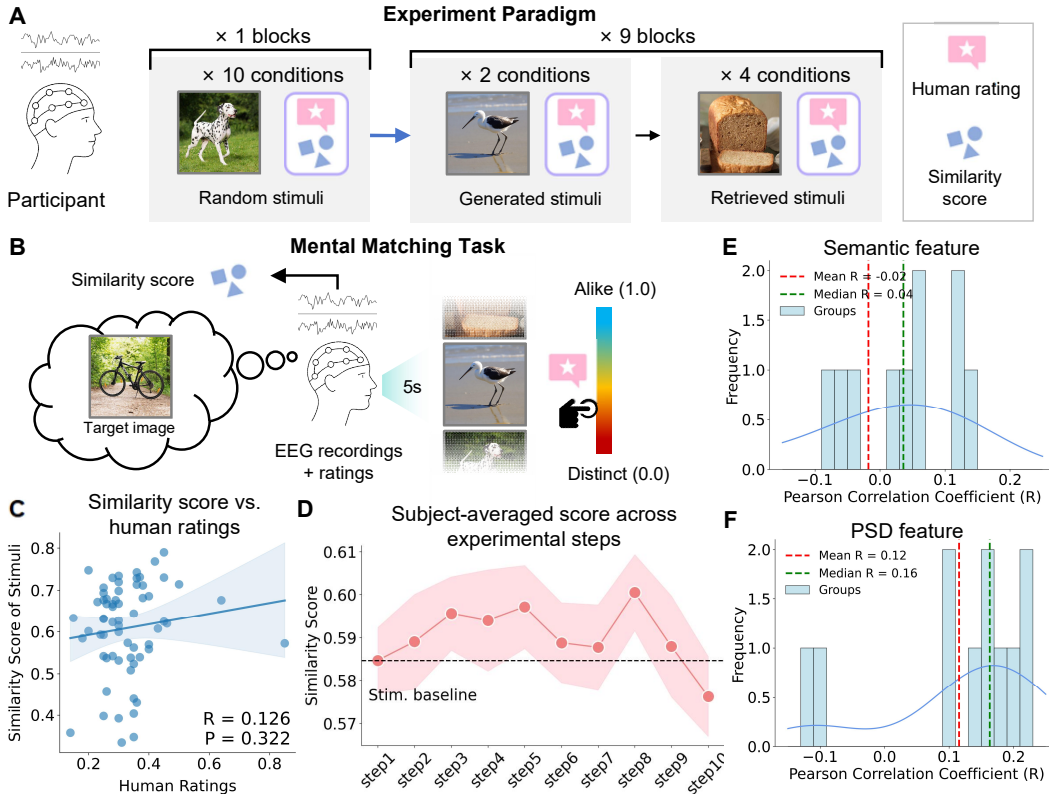 A
Experiment Paradigm
× 1 blocks
× 9 blocks
× 10 conditions
× 2 conditions
× 4 conditions
Human rating
Similarity
score
Participant
Random stimuli
Generated stimuli
Retrieved stimuli
B
Mental Matching Task
Similarity score
Target image
5s
EEG recordings
+ ratings
Alike (1.0)
Distinct (0.0)
C
Similarity score vs.
human ratings
Similarity Score of Stimuli
0.8
0.7
0.6
0.5
0.4
R = 0.126
P = 0.322
0.2
0.4
0.6
0.8
Human Ratings
D
Subject-averaged score across
experimental steps
Similarity Score
0.61
0.60
0.59
0.58
0.57
Stim. baseline
step1
step2
step3
step4
step5
step6
step7
step8
step9
step10
E
Semantic feature
Mean R = -0.02
Median R = 0.04
Groups
Frequency
2.0
1.5
1.0
0.5
0.0
−0.1
0.0
0.1
0.2
Pearson Correlation Coefficient (R)
F
PSD feature
Mean R = 0.12
Median R = 0.16
Groups
Frequency
2.0
1.5
1.0
0.5
0.0
−0.1
0.0
0.1
0.2
Pearson Correlation Coefficient (R)